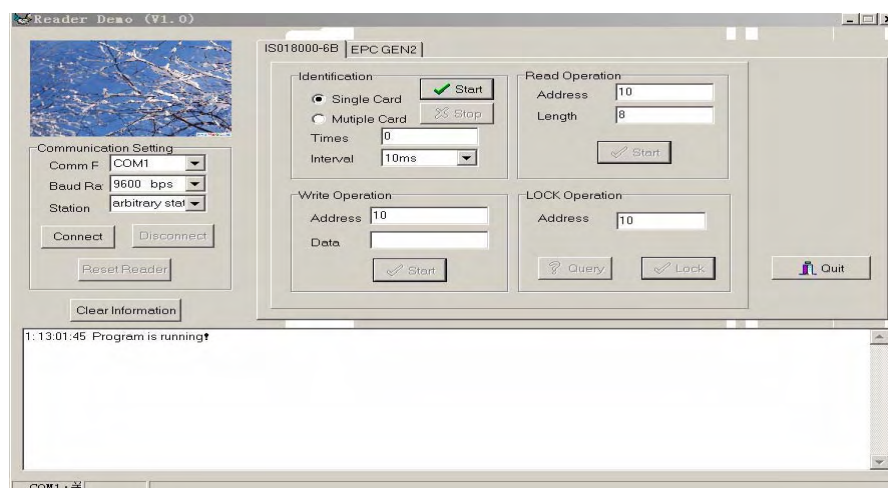 Reader Demo (V1.0)
ISO18000-6B EPC GEN2
Identification
Single Card
Mutiple Card
Start
Stop
Times 0
Interval 10ms
Read Operation
Address 10
Length 8
Start
Communication Setting
Comm F COM1
Baud Ra 9600 bps
Station arbitrary stat
Connect Disconnect
Reset Reader
Clear Information
Write Operation
Address 10
Data
Start
LOCK Operation
Address 10
Query Lock
Quit
1: 13:01:45 Program is running!